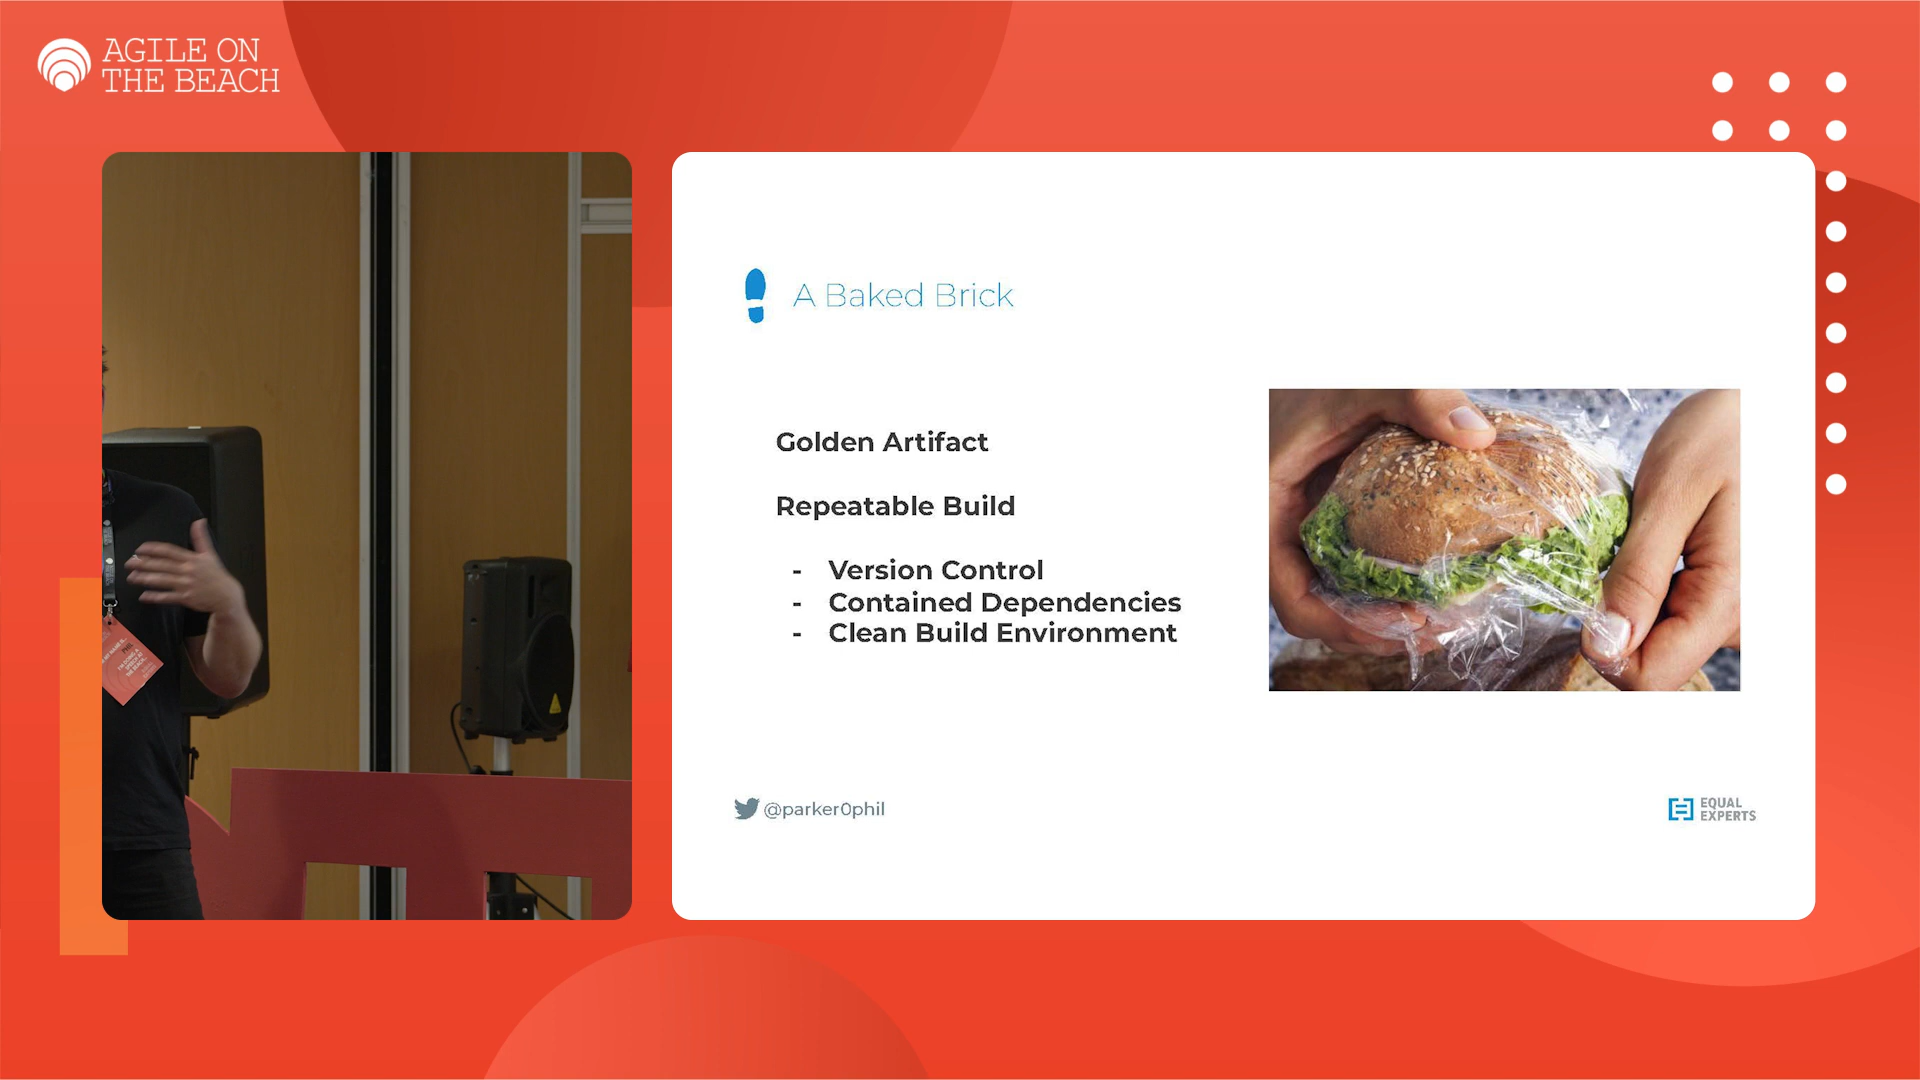 AGILE ON
THE BEACH
A Baked Brick
Golden Artifact
Repeatable Build
- Version Control
- Contained Dependencies
- Clean Build Environment
@parker0phil
EQUAL
EXPERTS